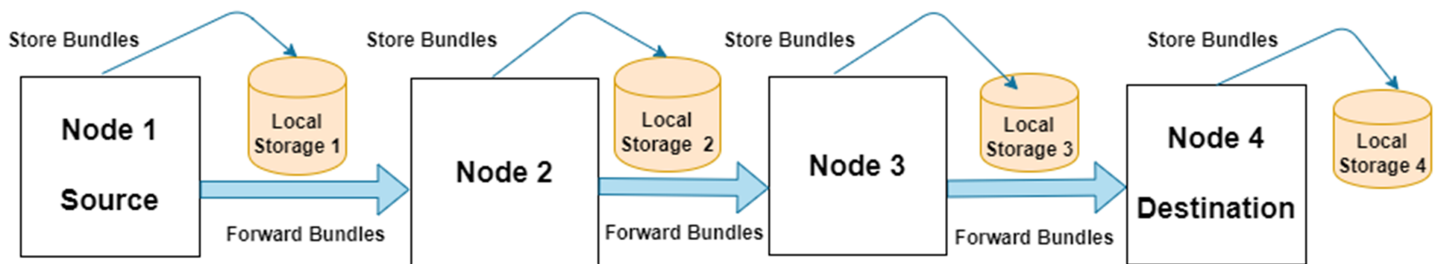 Store Bundles
Node 1
Source
Local
Storage 1
Forward Bundles
Store Bundles
Node 2
Local
Storage 2
Forward Bundles
Store Bundles
Node 3
Local
Storage 3
Forward Bundles
Store Bundles
Node 4
Destination
Local
Storage 4